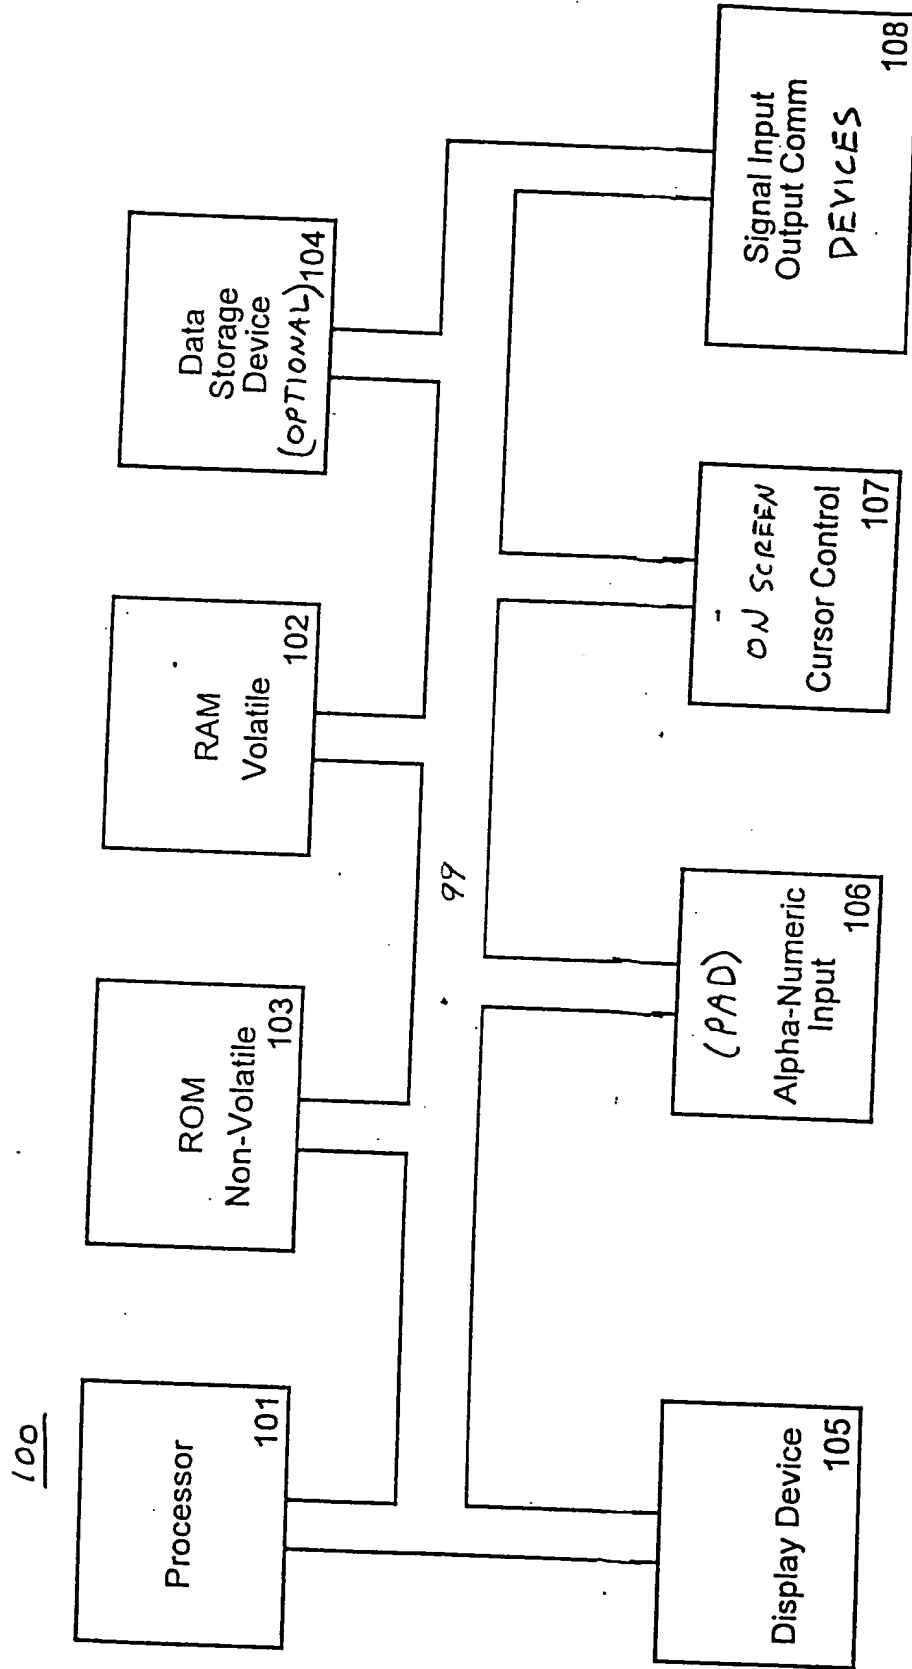 100
Processor
101
ROM
Non-Volatile
103
RAM
Volatile
102
Data
Storage
Device
(OPTIONAL)
104
99
Display Device
105
(PAD)
Alpha-Numeric
Input
106
ON SCREEN
Cursor Control
107
Signal Input
Output Comm
DEVICES
108